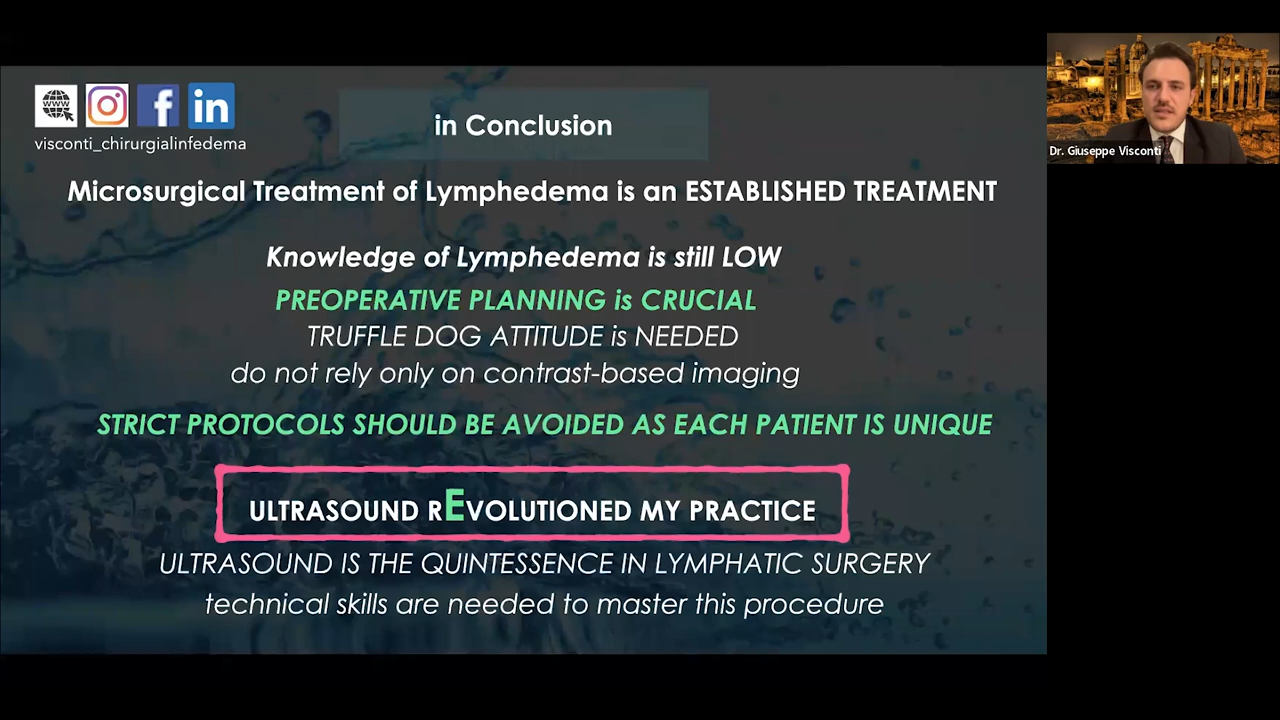 www
in
visconti_chirurgialinfedema
in Conclusion
Microsurgical Treatment of Lymphedema is an ESTABLISHED TREATMENT
Knowledge of Lymphedema is still LOW
PREOPERATIVE PLANNING is CRUCIAL
TRUFFLE DOG ATTITUDE is NEEDED
do not rely only on contrast-based imaging
STRICT PROTOCOLS SHOULD BE AVOIDED AS EACH PATIENT IS UNIQUE
ULTRASOUND REVOLUTIONED MY PRACTICE
ULTRASOUND IS THE QUINTESSENCE IN LYMPHATIC SURGERY
technical skills are needed to master this procedure
Dr. Giuseppe Visconti